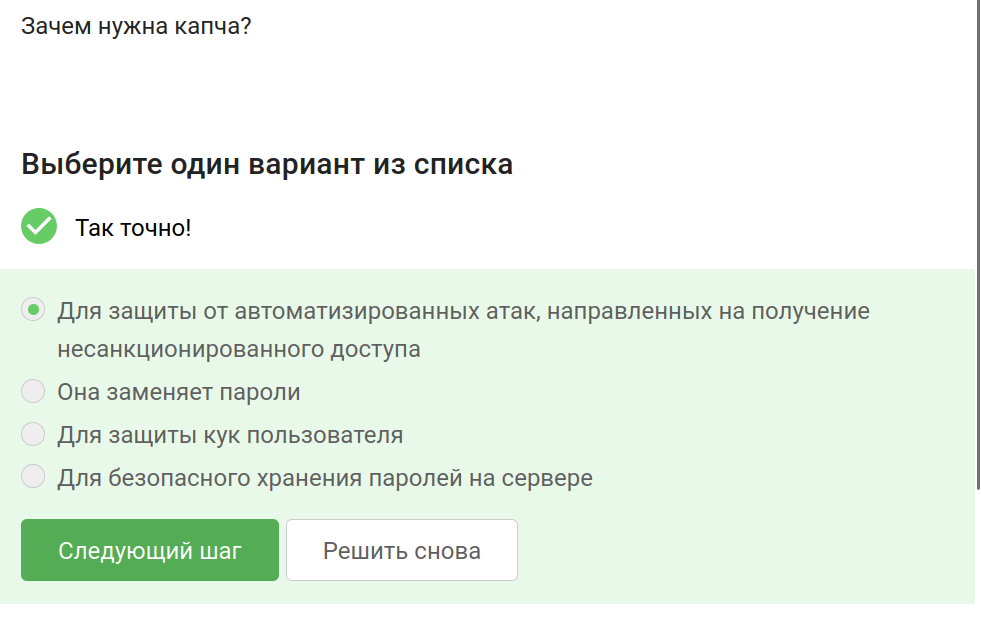 Зачем нужна капча?
Выберите один вариант из списка
Так точно!
Для защиты от автоматизированных атак, направленных на получение
несанкционированного доступа
Она заменяет пароли
Для защиты кук пользователя
Для безопасного хранения паролей на сервере
Следующий шаг
Решить снова